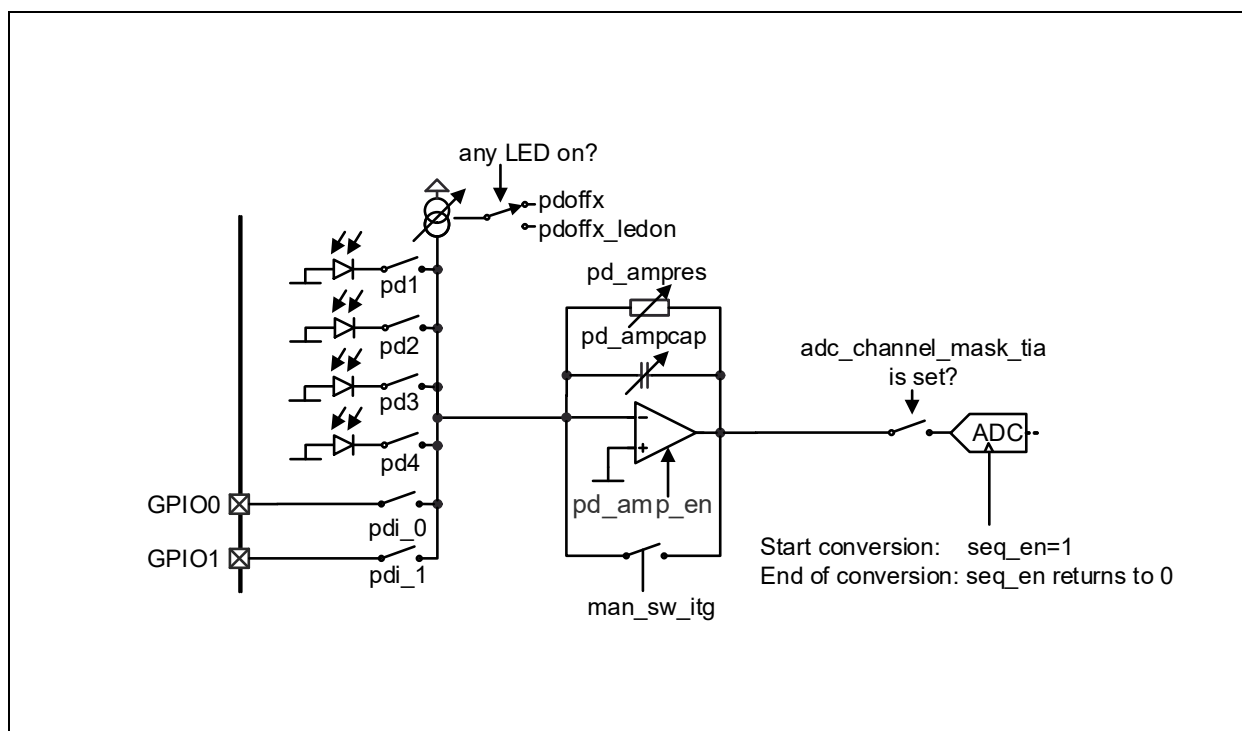 any LED on?
pdoffx
pdoffx_ledon
pd1
pd2
pd3
pd4
GPIO0
pdi_0
GPIO1
pdi_1
pd_ampres
pd_ampcap
−
+
pd_amp_en
man_sw_itg
adc_channel_mask_tia
is set?
ADC
Start conversion: seq_en=1
End of conversion: seq_en returns to 0